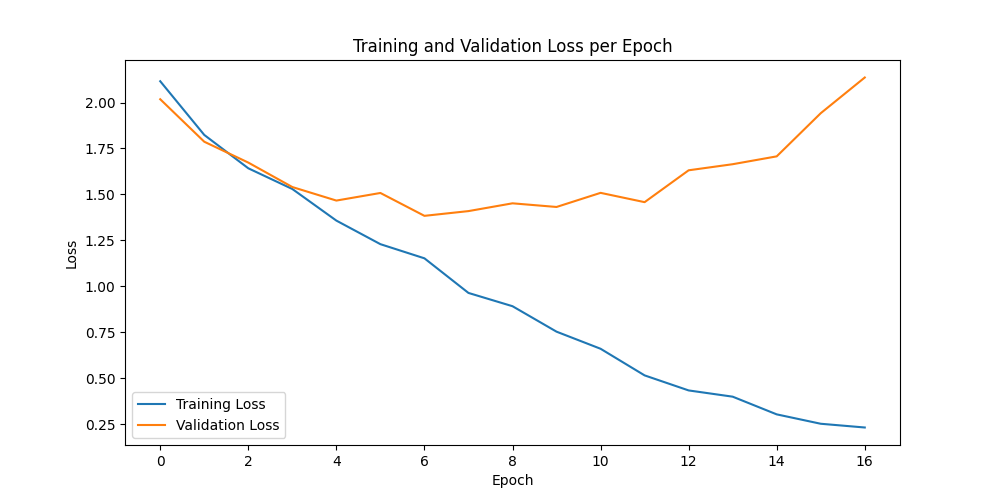 Training and Validation Loss per Epoch
Loss
2.00
1.75
1.50
1.25
1.00
0.75
0.50
0.25
Training Loss
Validation Loss
0 2 4 6 8 10 12 14 16
Epoch